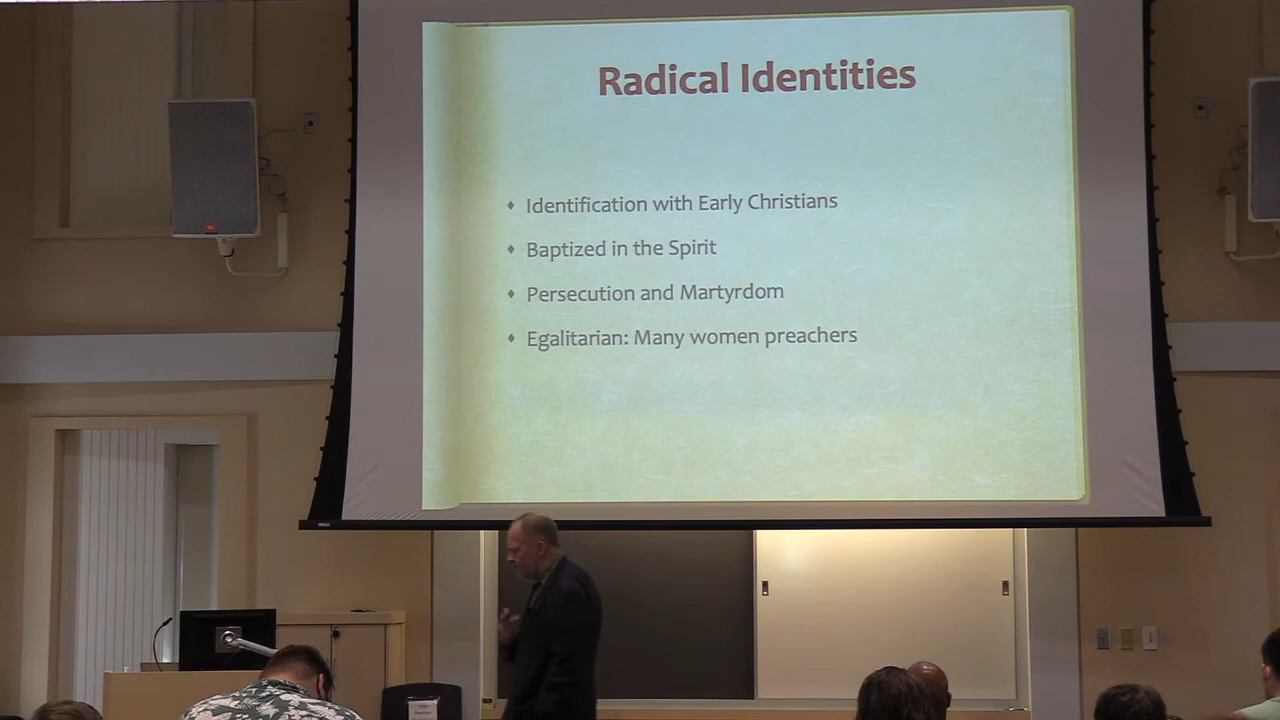 Radical Identities
Identification with Early Christians
Baptized in the Spirit
Persecution and Martyrdom
Egalitarian: Many women preachers